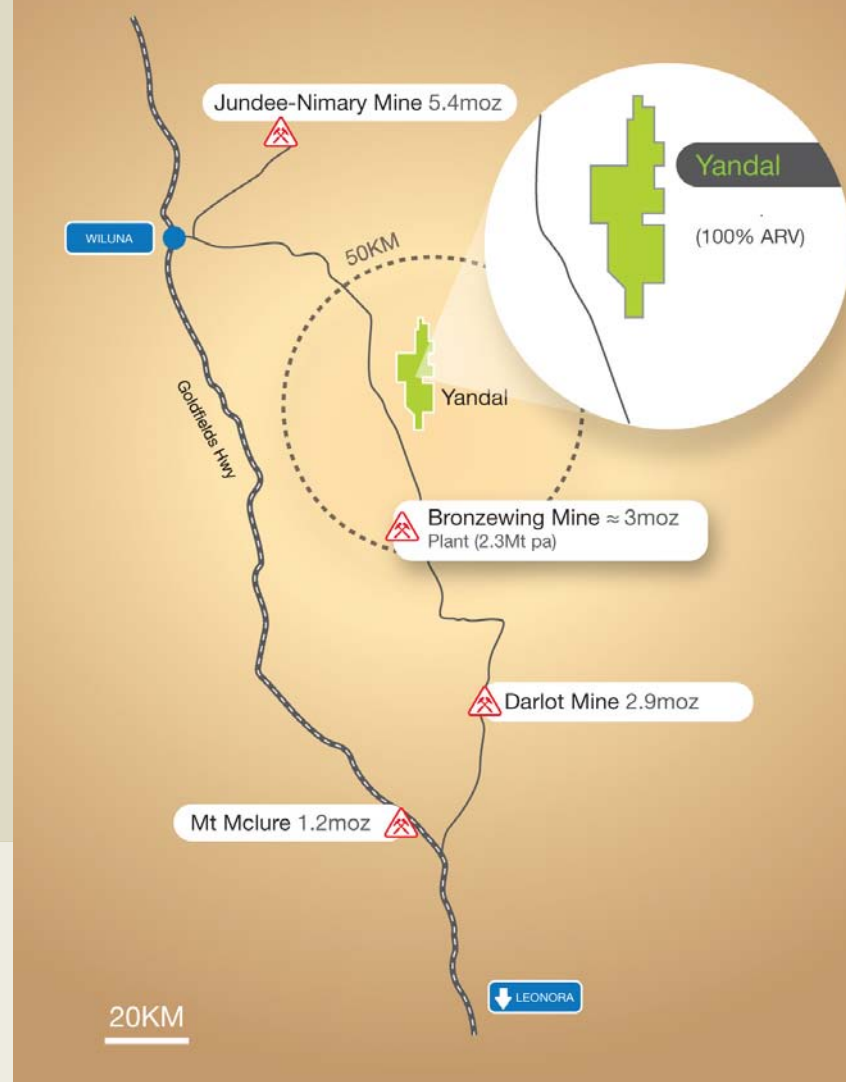 Jundee-Nimary Mine 5.4moz
Yandal
(100% ARV)
WILUNA
50KM
Yandal
Goldfields Hwy
Bronzewing Mine ≈ 3moz
Plant (2.3Mt pa)
Darlot Mine 2.9moz
Mt Mclure 1.2moz
LEONORA
20KM